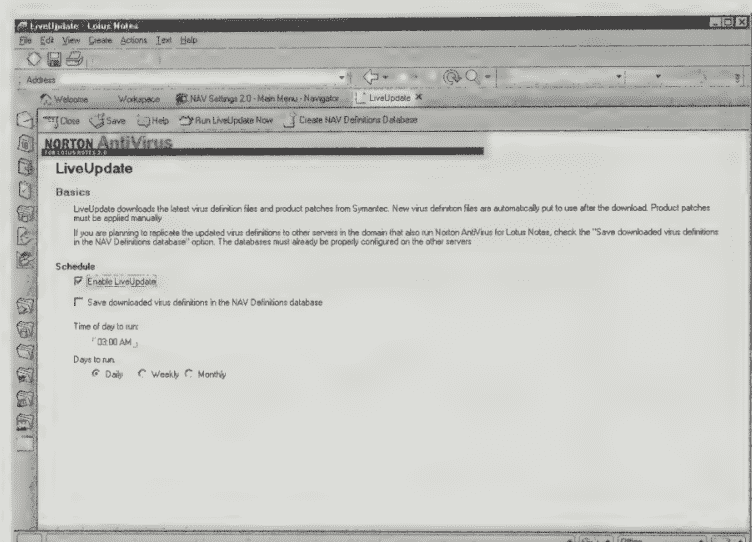 LiveUpdate - Lotus Notes
File Edit View Create Actions Text Help
Address
Welcome Workspace NAV Settings 2.0 - Main Menu - Navigator LiveUpdate
Close Save Help Run LiveUpdate Now Create NAV Definitions Database
NORTON AntiVirus
FOR LOTUS NOTES 2.0
LiveUpdate
Basics
LiveUpdate downloads the latest virus definition files and product patches from Symantec. New virus definition files are automatically put to use after the download. Product patches
must be applied manually
If you are planning to replicate the updated virus definitions to other servers in the domain that also run Norton AntiVirus for Lotus Notes, check the "Save downloaded virus definitions
in the NAV Definitions database" option. The databases must already be properly configured on the other servers
Schedule
Enable LiveUpdate
Save downloaded virus definitions in the NAV Definitions database
Time of day to run:
03:00 AM
Days to run:
Daily Weekly Monthly